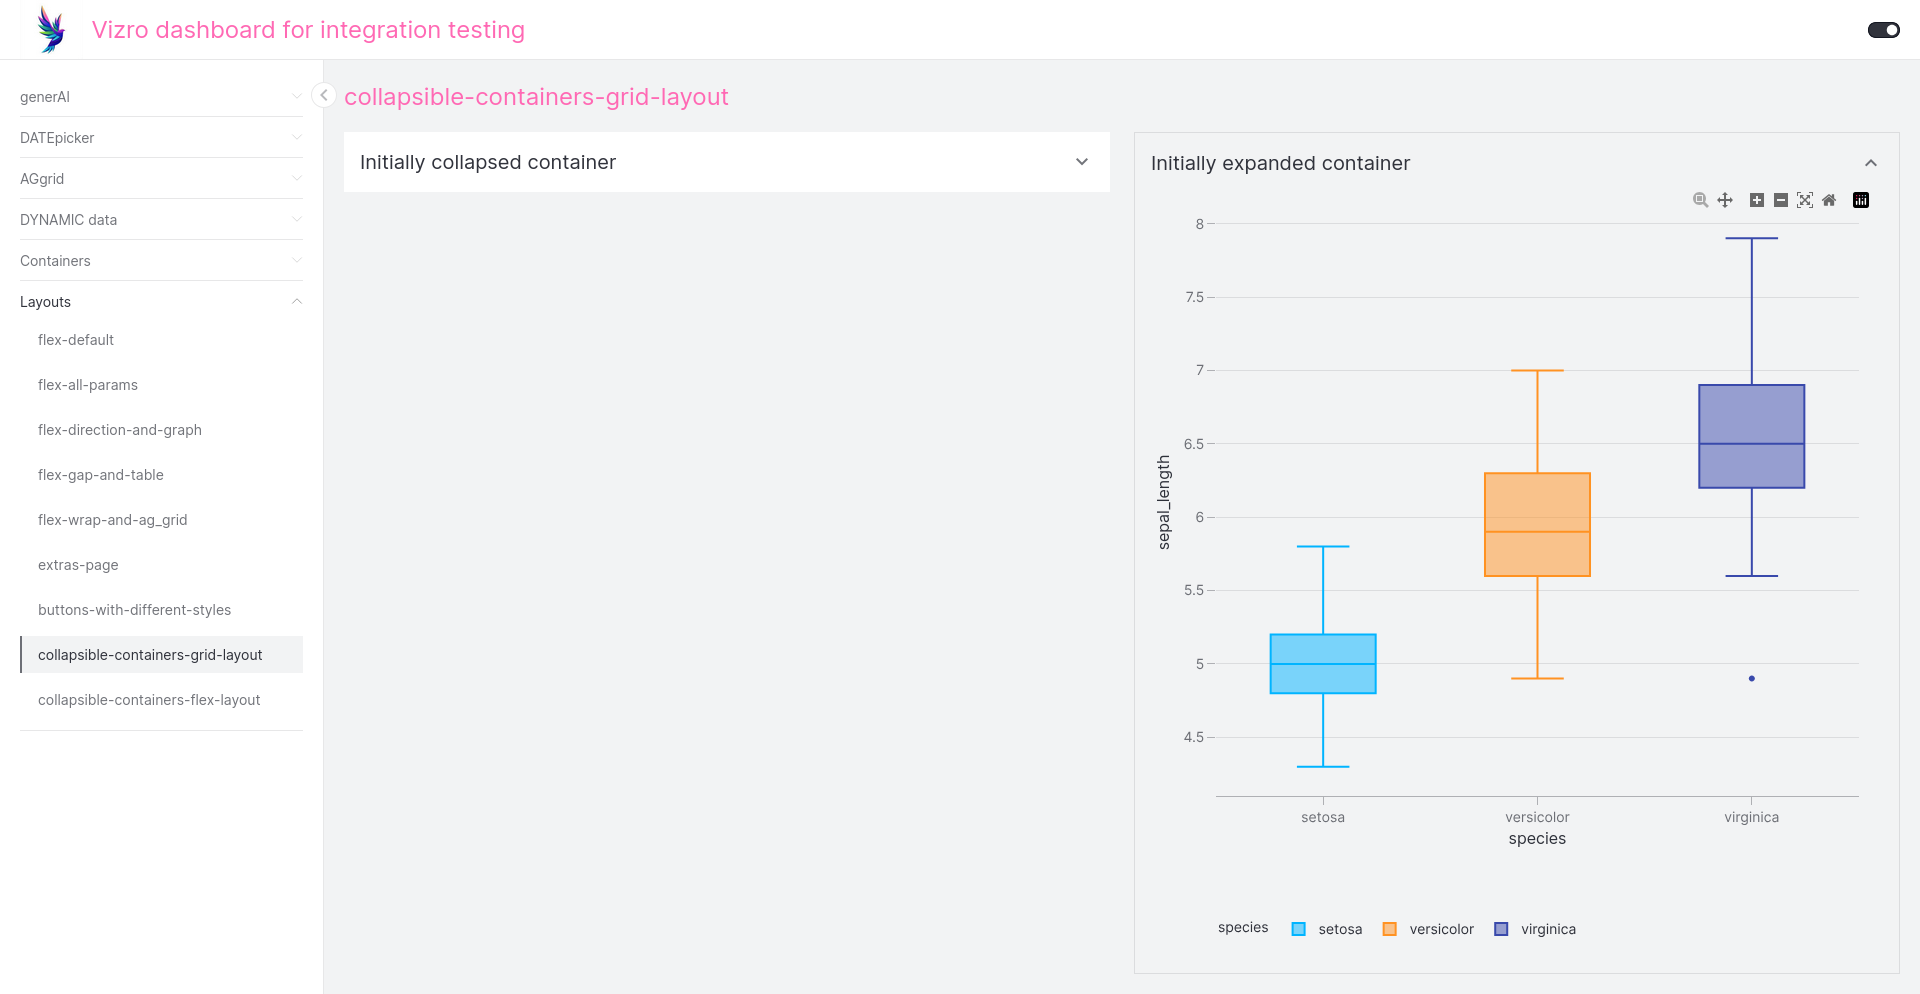 Vizro dashboard for integration testing
generAI
DATEpicker
AGgrid
DYNAMIC data
Containers
Layouts
flex-default
flex-all-params
flex-direction-and-graph
flex-gap-and-table
flex-wrap-and-ag_grid
extras-page
buttons-with-different-styles
collapsible-containers-grid-layout
collapsible-containers-flex-layout
collapsible-containers-grid-layout
Initially collapsed container
Initially expanded container
8
7.5
7
6.5
6
5.5
5
4.5
sepal_length
setosa versicolor virginica
species
species setosa versicolor virginica